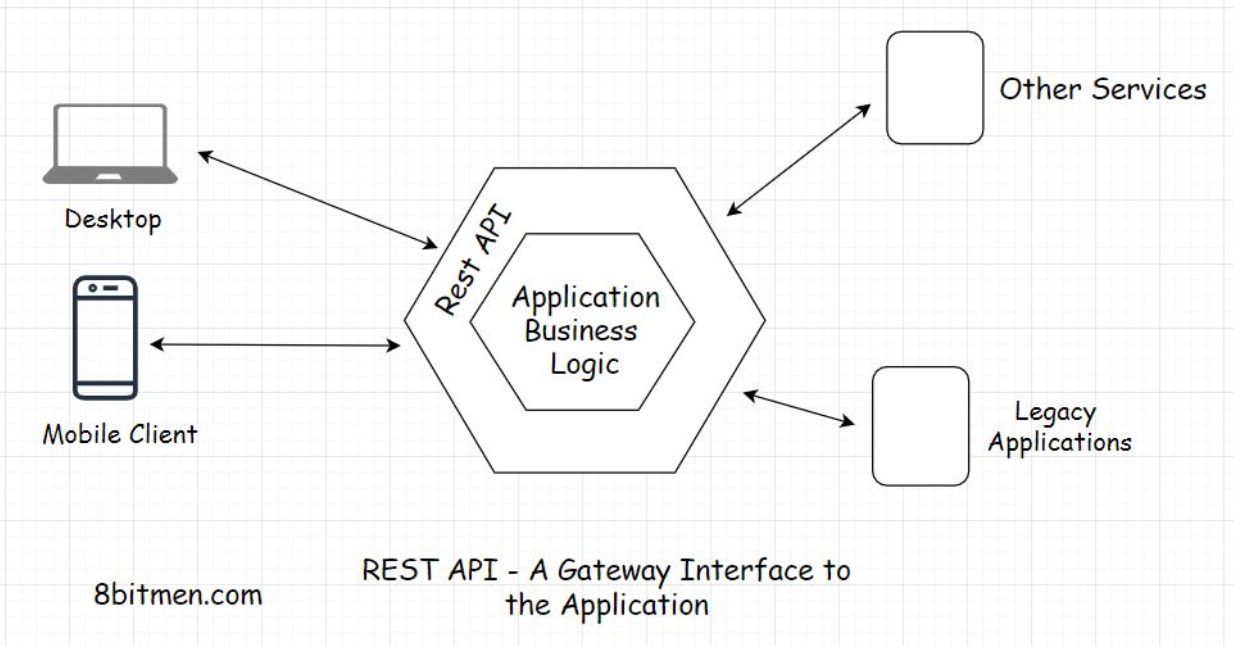 Other Services
Desktop
Rest API
Application
Business
Logic
Mobile Client
Legacy
Applications
REST API - A Gateway Interface to
the Application
8bitmen.com